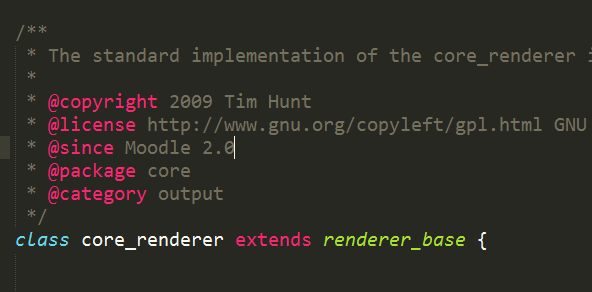 /**
* The standard implementation of the core_renderer
*
* @copyright 2009 Tim Hunt
* @license http://www.gnu.org/copyleft/gpl.html GNU
* @since Moodle 2.0
* @package core
* @category output
*/
class core_renderer extends renderer_base {